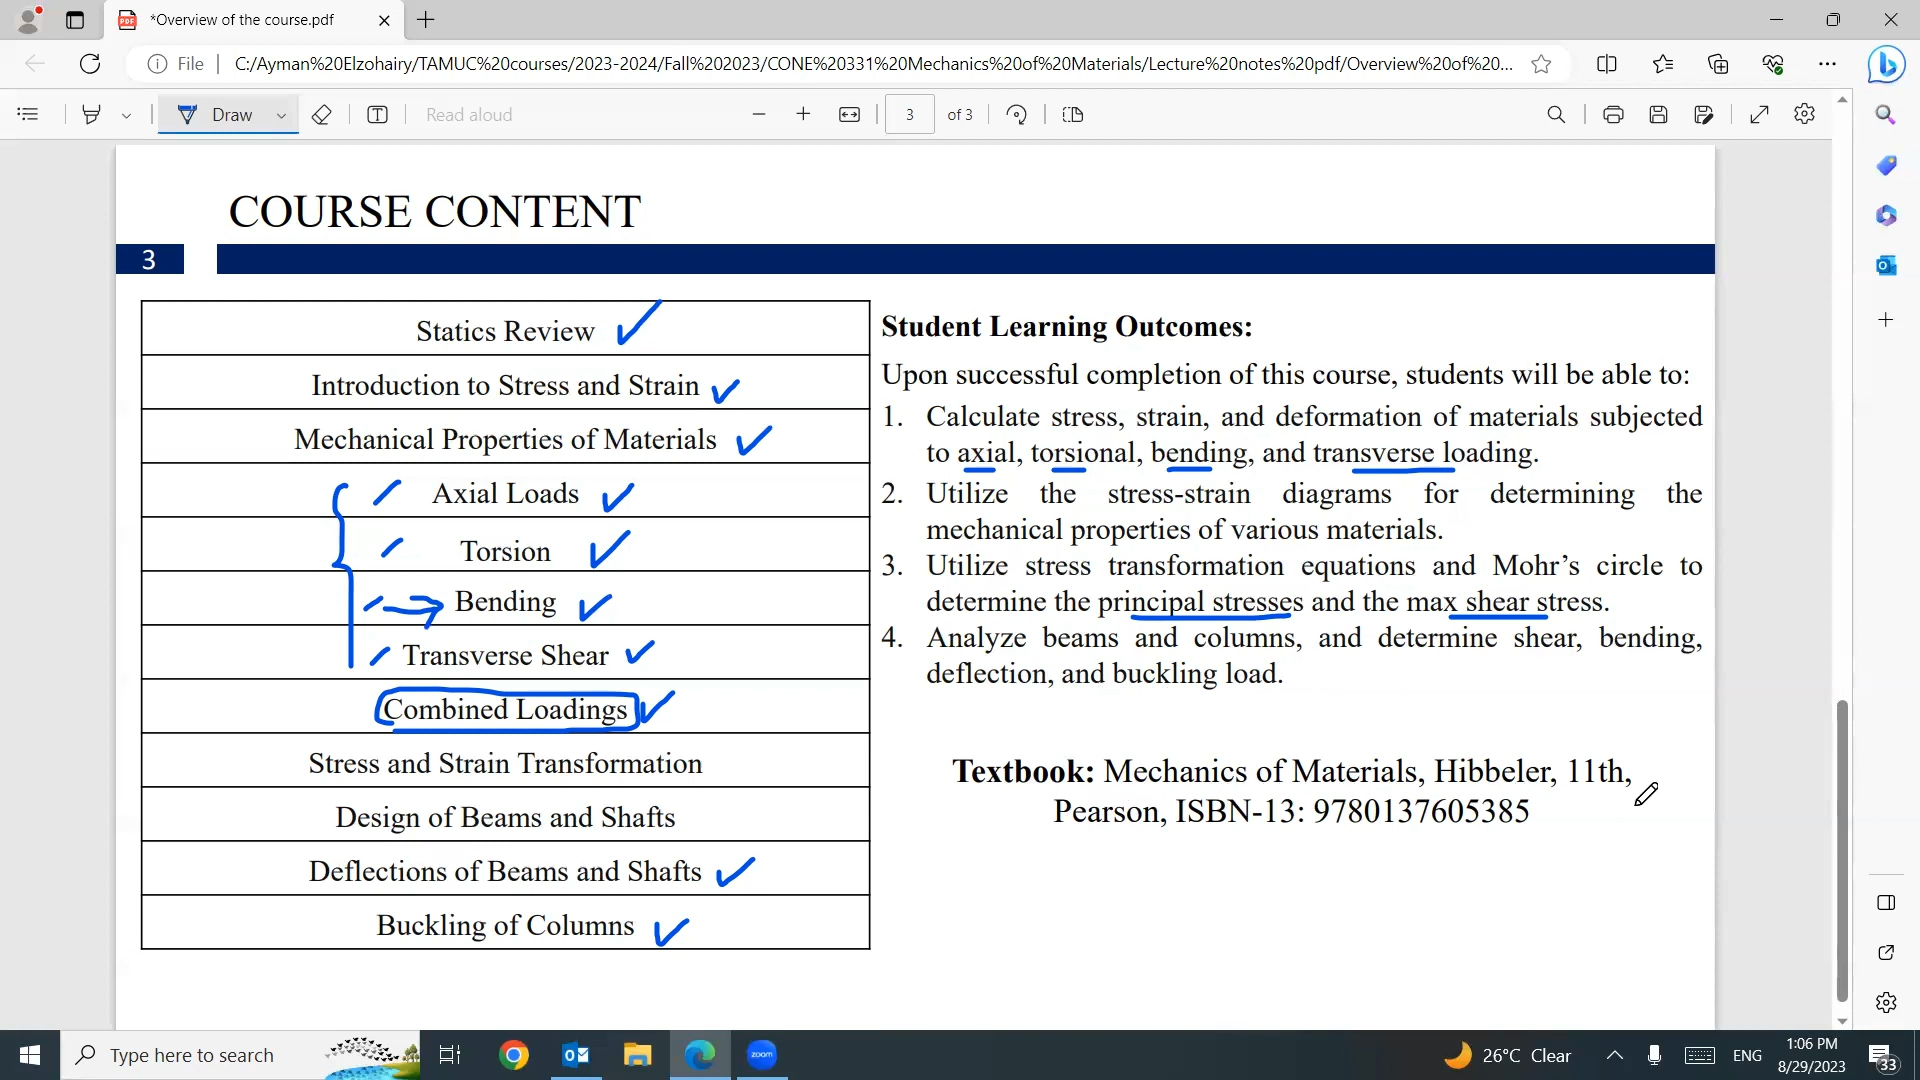 *Overview of the course.pdf
File
C:/Ayman%20Elzohairy/TAMUC%20courses/2023-2024/Fall%202023/CONE%20331%20Mechanics%20of%20Materials/Lecture%20notes%20pdf/Overview%20of%20...
Draw
Read aloud
3 of 3
COURSE CONTENT
3
Statics Review
Introduction to Stress and Strain
Mechanical Properties of Materials
Axial Loads
Torsion
Bending
Transverse Shear
Combined Loadings
Stress and Strain Transformation
Design of Beams and Shafts
Deflections of Beams and Shafts
Buckling of Columns
Student Learning Outcomes:
Upon successful completion of this course, students will be able to:
1. Calculate stress, strain, and deformation of materials subjected
to axial, torsional, bending, and transverse loading.
2. Utilize the stress-strain diagrams for determining the
mechanical properties of various materials.
3. Utilize stress transformation equations and Mohr's circle to
determine the principal stresses and the max shear stress.
4. Analyze beams and columns, and determine shear, bending,
deflection, and buckling load.
Textbook: Mechanics of Materials, Hibbeler, 11th,
Pearson, ISBN-13: 9780137605385
Type here to search
zoom
26°C Clear
ENG
1:06 PM
8/29/2023
33